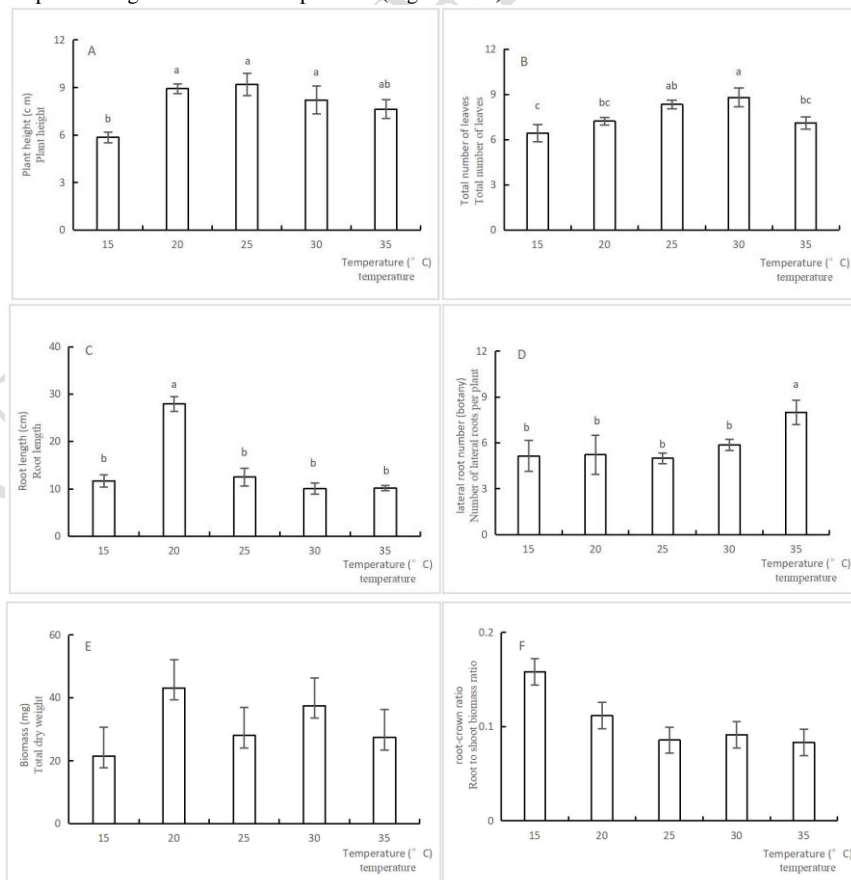 A
12
9
6
3
0
b
a
a
a
ab
15
20
25
30
35
Plant height (c m)
Plant height
Temperature (° C)
temperature
B
12
9
6
3
0
c
bc
ab
a
bc
15
20
25
30
35
Total number of leaves
Total number of leaves
Temperature (° C)
temperature
C
40
30
20
10
0
b
a
b
b
b
15
20
25
30
35
Root length (cm)
Root length
Temperature (° C)
temperature
D
12
9
6
3
0
b
b
b
b
a
15
20
25
30
35
lateral root number (botany)
Number of lateral roots per plant
Temperature (° C)
tenmperature
E
60
40
20
0
15
20
25
30
35
Biomass (mg)
Total dry weight
Temperature (° C)
temperature
F
0.2
0.1
0
15
20
25
30
35
root-crown ratio
Root to shoot biomass ratio
Temperature (° C)
temperature